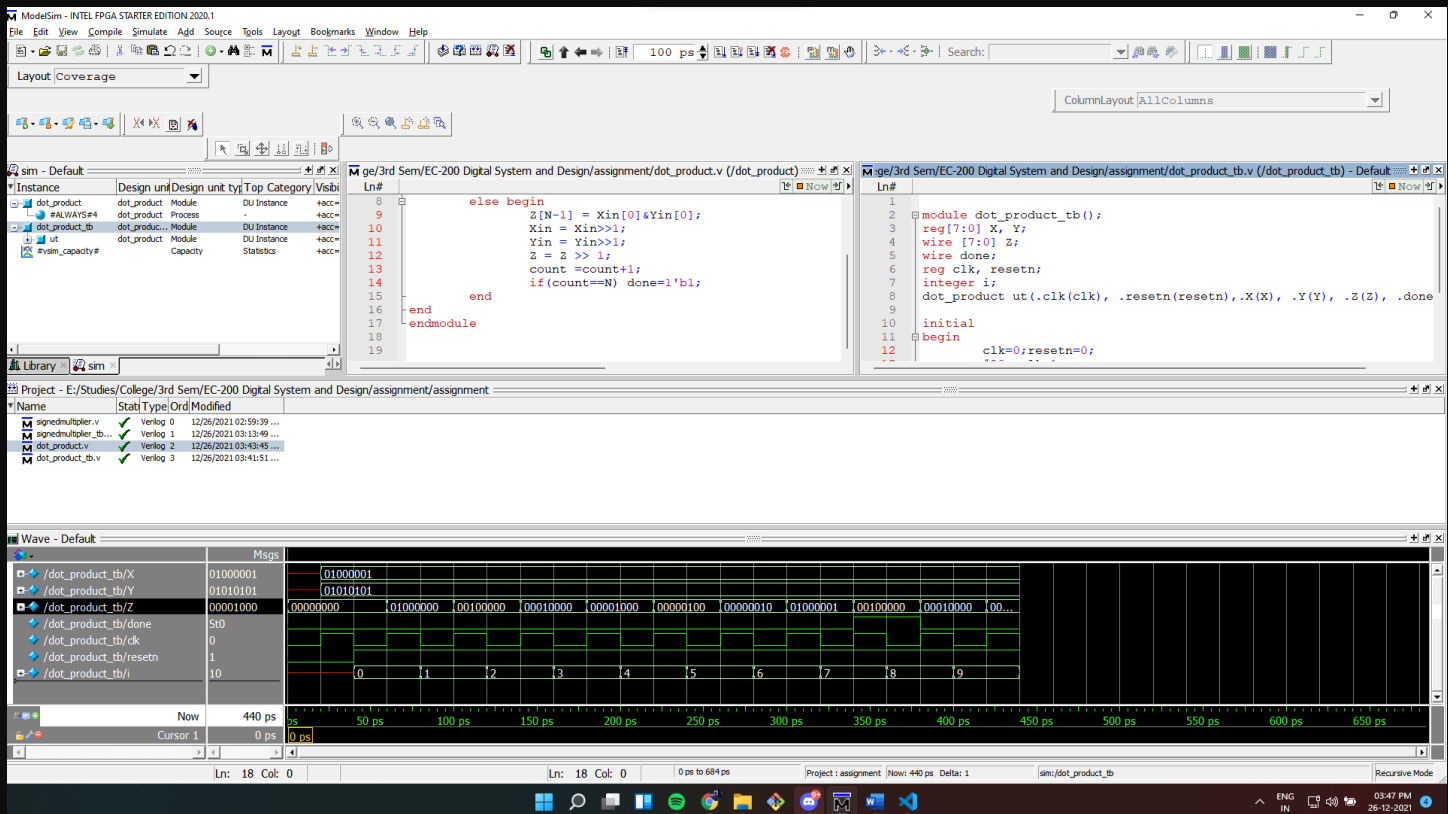 ModelSim - INTEL FPGA STARTER EDITION 2020.1
File Edit View Compile Simulate Add Source Tools Layout Bookmarks Window Help
100 ps
Search:
Layout Coverage
ColumnLayout AllColumns
sim - Default
Instance Design unit Design unit typ Top Category Visibi
dot_product dot_product Module DU Instance +acc=
#ALWAYS#4 dot_product Process - +acc=
dot_product_tb dot_produc... Module DU Instance +acc=
ut dot_product Module DU Instance +acc=
#vsim_capacity# Capacity Statistics +acc=
Library
sim
ge/3rd Sem/EC-200 Digital System and Design/assignment/dot_product.v (/dot_product)
Ln#
Now
8 else begin
9 Z[N-1] = Xin[0]&Yin[0];
10 Xin = Xin>>1;
11 Yin = Yin>>1;
12 Z = Z >> 1;
13 count =count+1;
14 if(count==N) done=1'b1;
15 end
16 end
17 endmodule
18
19
ge/3rd Sem/EC-200 Digital System and Design/assignment/dot_product_tb.v (/dot_product_tb) - Default
Ln#
Now
1
2 module dot_product_tb();
3 reg[7:0] X, Y;
4 wire [7:0] Z;
5 wire done;
6 reg clk, resetn;
7 integer i;
8 dot_product ut(.clk(clk), .resetn(resetn),.X(X), .Y(Y), .Z(Z), .done
9
10 initial
11 begin
12 clk=0;resetn=0;
Project - E:/Studies/College/3rd Sem/EC-200 Digital System and Design/assignment/assignment
Name Stat Type Ord Modified
signedmultiplier.v Verilog 0 12/26/2021 02:59:39 ...
signedmultiplier_tb... Verilog 1 12/26/2021 03:13:49 ...
dot_product.v Verilog 2 12/26/2021 03:43:45 ...
dot_product_tb.v Verilog 3 12/26/2021 03:41:51 ...
Wave - Default
Msgs
/dot_product_tb/X 01000001 01000001
/dot_product_tb/Y 01010101 01010101
/dot_product_tb/Z 00001000 00000000 01000000 00100000 00010000 00001000 00000100 00000010 01000001 00100000 00010000 00...
/dot_product_tb/done St0
/dot_product_tb/clk 0
/dot_product_tb/resetn 1
/dot_product_tb/i 10 0 1 2 3 4 5 6 7 8 9
Now 440 ps ps 50 ps 100 ps 150 ps 200 ps 250 ps 300 ps 350 ps 400 ps 450 ps 500 ps 550 ps 600 ps 650 ps
Cursor 1 0 ps 0 ps
Ln: 18 Col: 0
Ln: 18 Col: 0
0 ps to 684 ps
Project : assignment Now: 440 ps Delta: 1
sim:/dot_product_tb
Recursive Mode
9+
ENG
IN
03:47 PM
26-12-2021
4